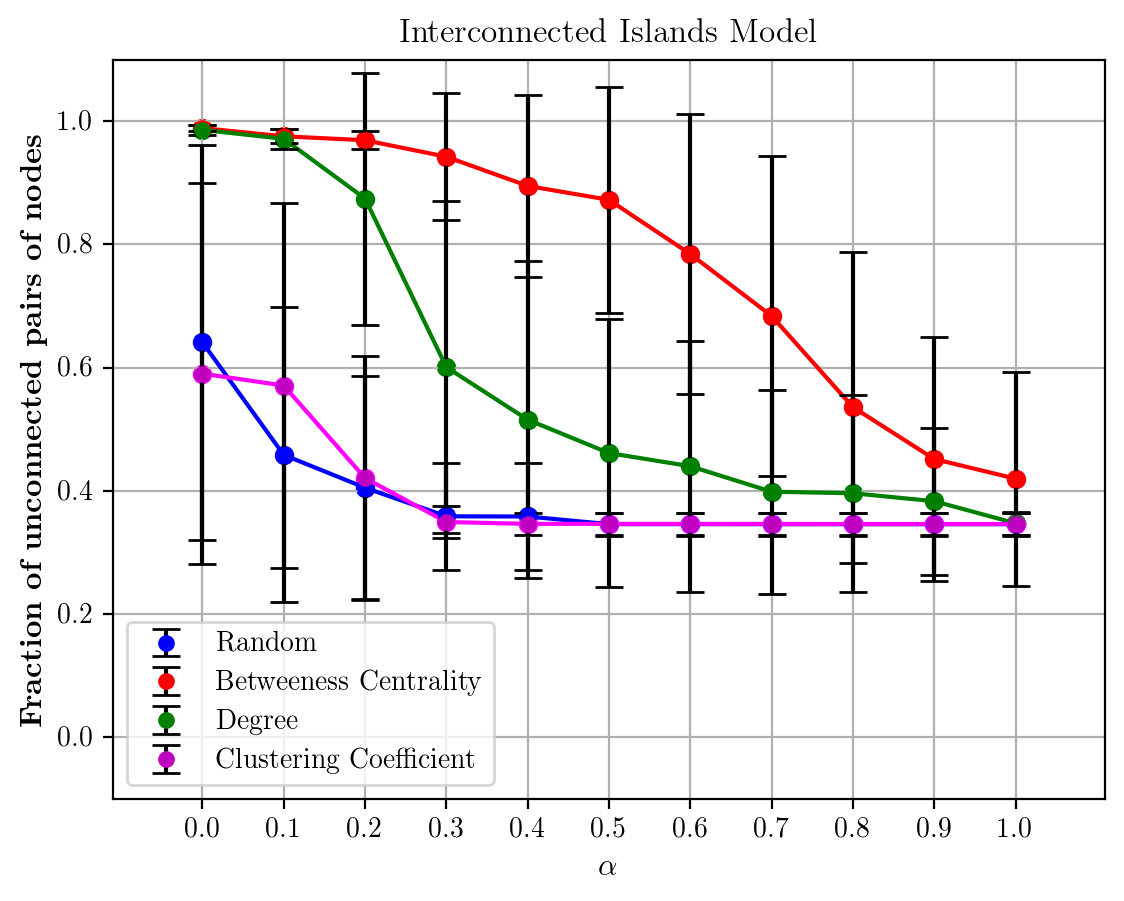 Interconnected Islands Model
Fraction of unconnected pairs of nodes
1.0
0.8
0.6
0.4
0.2
0.0
Random
Betweeness Centrality
Degree
Clustering Coefficient
0.0 0.1 0.2 0.3 0.4 0.5 0.6 0.7 0.8 0.9 1.0
α